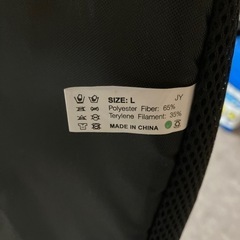 JY
SIZE: L
Polyester Fiber: 65%
Terylene Filament: 35%
MADE IN CHINA